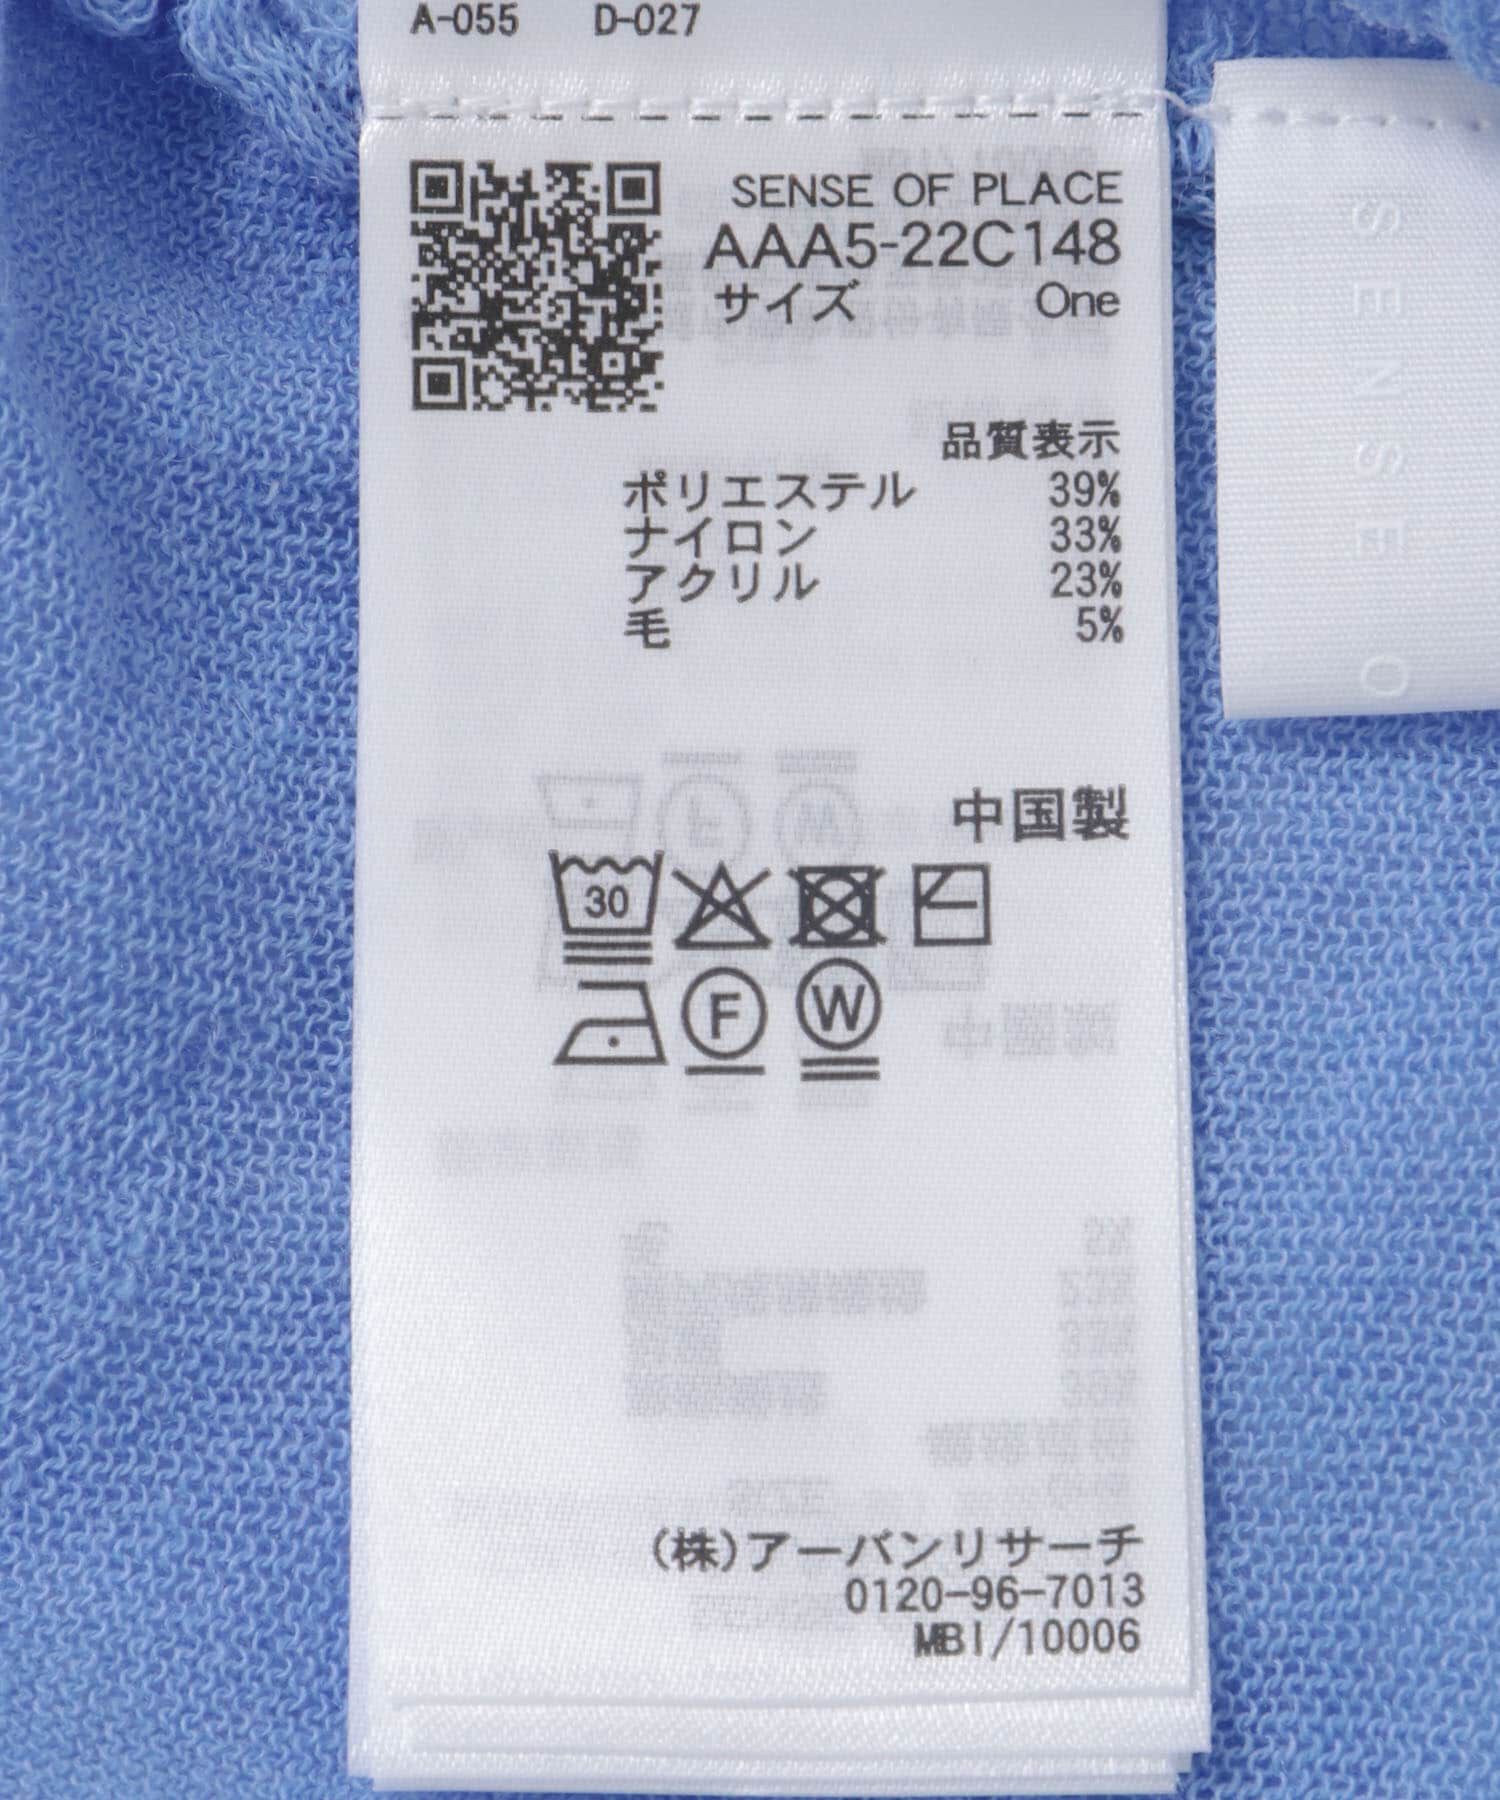 A-055 D-027
SENSE OF PLACE
AAA5-22C148
サイズ One
品質表示
ポリエステル 39%
ナイロン 33%
アクリル 23%
毛 5%
中国製
30
F W
(株)アーバンリサーチ
0120-96-7013
MBI/10006
SENSE O